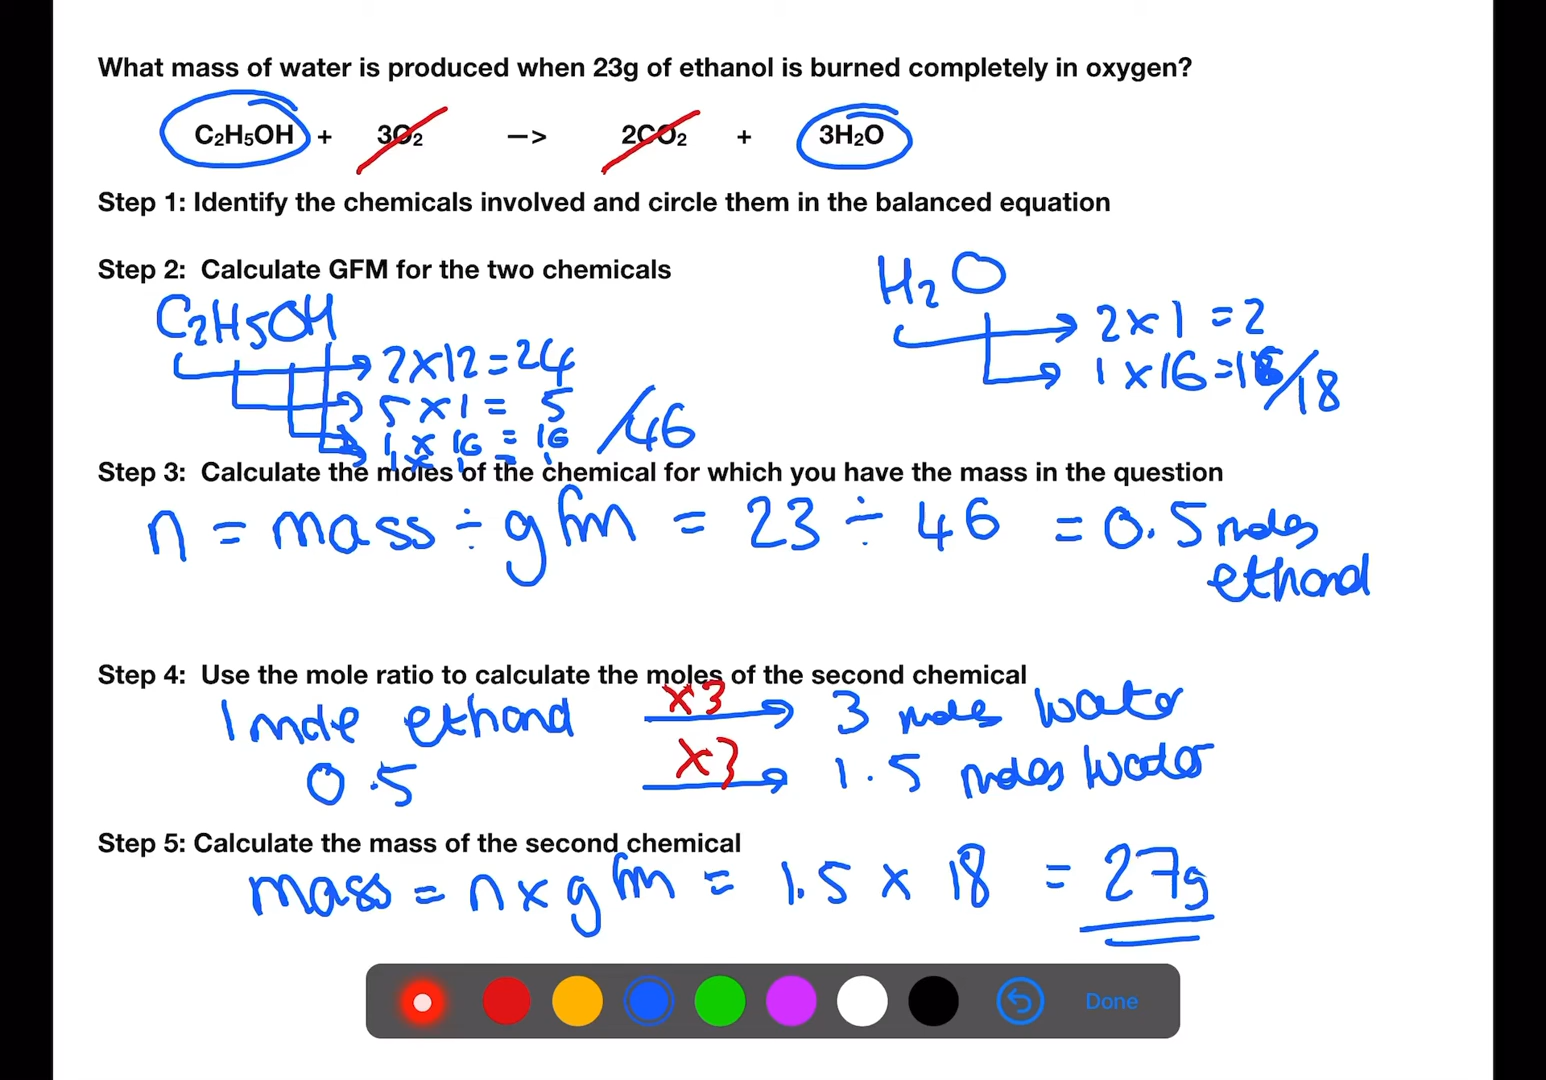 What mass of water is produced when 23g of ethanol is burned completely in oxygen?
C₂H₅OH + 3O₂ —> 2CO₂ + 3H₂O
Step 1: Identify the chemicals involved and circle them in the balanced equation
Step 2: Calculate GFM for the two chemicals
C2H5OH
2 x 12 = 24
5 x 1 = 5
1 x 16 = 16
1 x 1 = 1
/46
H2O
2 x 1 = 2
1 x 16 = 16
/18
Step 3: Calculate the moles of the chemical for which you have the mass in the question
n = mass ÷ gfm = 23 ÷ 46 = 0.5 moles
ethanol
Step 4: Use the mole ratio to calculate the moles of the second chemical
1 mole ethanol x3 3 moles water
0.5 x3 1.5 moles water
Step 5: Calculate the mass of the second chemical
mass = n x gfm = 1.5 x 18 = 27g
Done